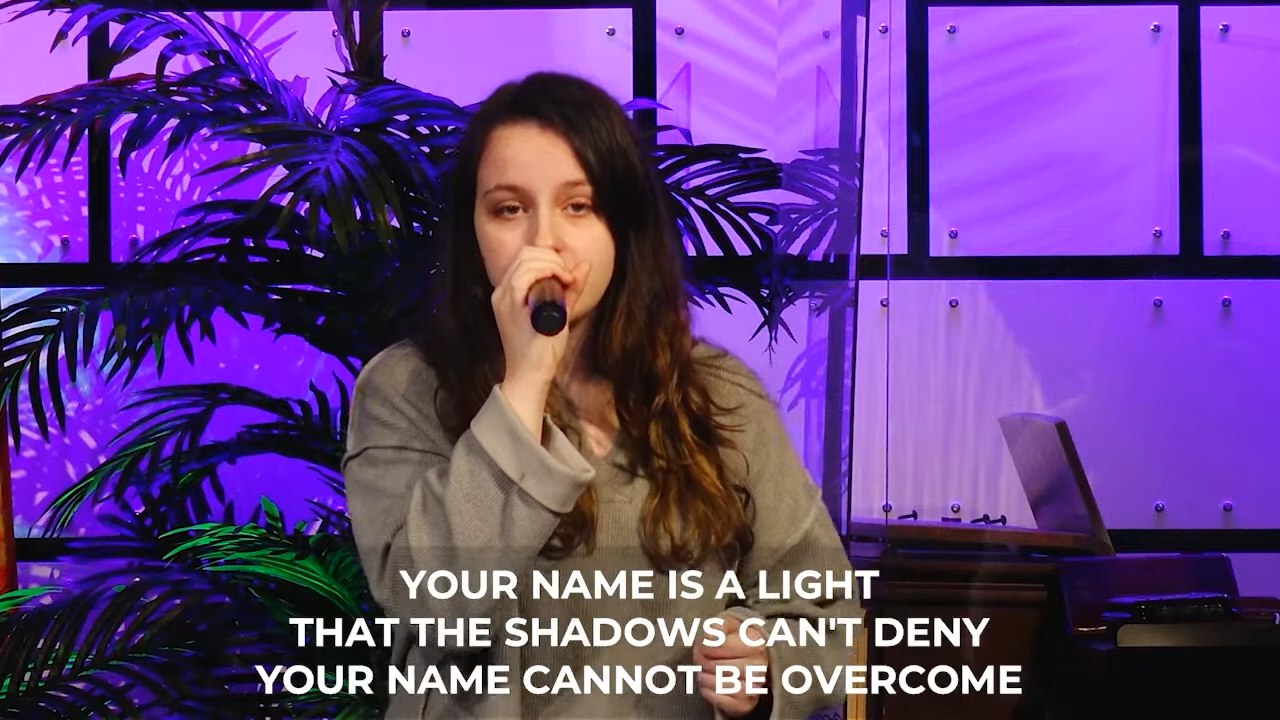 YOUR NAME IS A LIGHT
THAT THE SHADOWS CAN'T DENY
YOUR NAME CANNOT BE OVERCOME